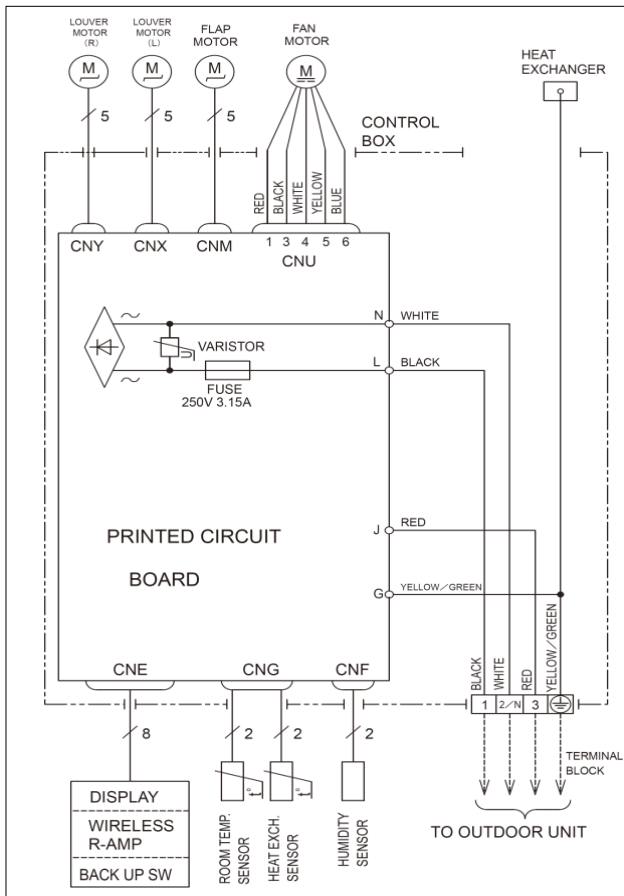 LOUVER
MOTOR
(R)
LOUVER
MOTOR
(L)
FLAP
MOTOR
FAN
MOTOR
HEAT
EXCHANGER
M
M
M
M
5
5
5
CONTROL
BOX
RED
BLACK
WHITE
YELLOW
BLUE
CNY
CNX
CNM
1 3 4 5 6
CNU
N
WHITE
VARISTOR
U
L
BLACK
FUSE
250V 3.15A
PRINTED CIRCUIT
BOARD
J
RED
G
YELLOW/GREEN
BLACK
WHITE
RED
YELLOW/GREEN
CNE
CNG
CNF
1
2/N
3
8
2
2
2
TERMINAL
BLOCK
DISPLAY
WIRELESS
R-AMP
BACK UP SW
ROOM TEMP.
SENSOR
HEAT EXCH.
SENSOR
HUMIDITY
SENSOR
TO OUTDOOR UNIT